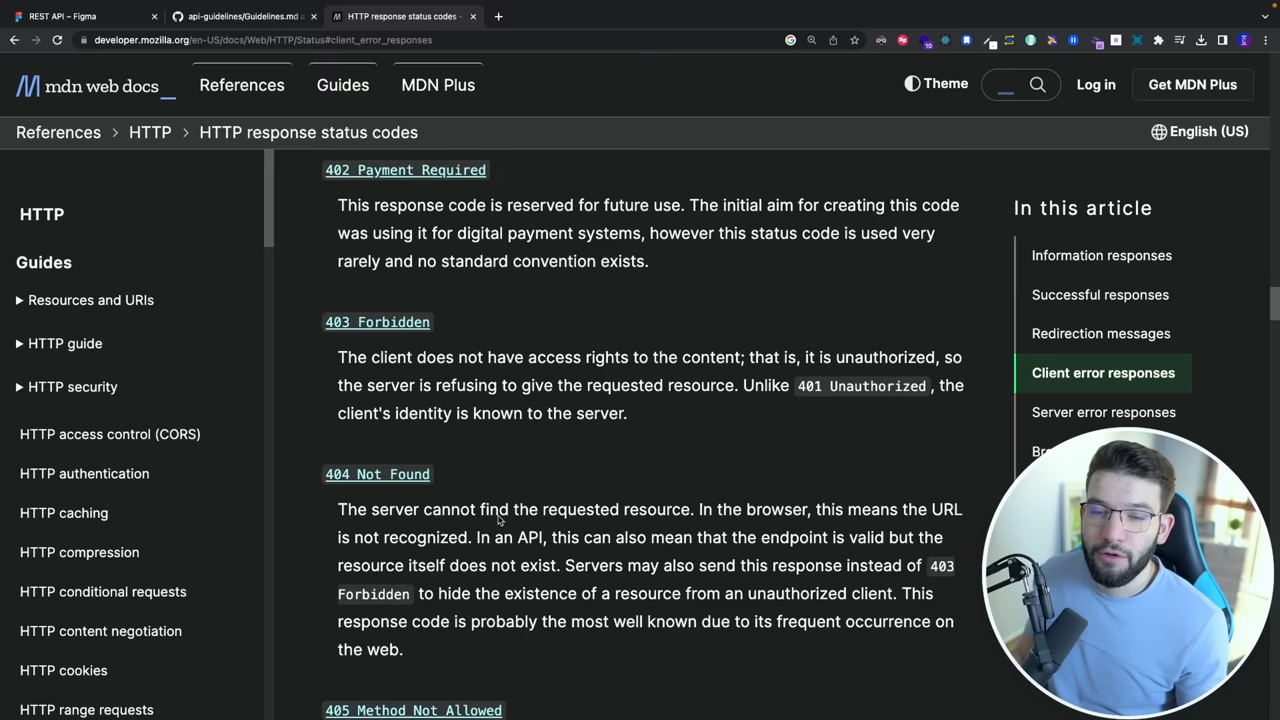 REST API – Figma
api-guidelines/Guidelines.md a
HTTP response status codes -
developer.mozilla.org/en-US/docs/Web/HTTP/Status#client_error_responses
mdn web docs_
References
Guides
MDN Plus
Theme
Log in
Get MDN Plus
References > HTTP > HTTP response status codes
English (US)
HTTP
Guides
Resources and URIs
HTTP guide
HTTP security
HTTP access control (CORS)
HTTP authentication
HTTP caching
HTTP compression
HTTP conditional requests
HTTP content negotiation
HTTP cookies
HTTP range requests
402 Payment Required
This response code is reserved for future use. The initial aim for creating this code
was using it for digital payment systems, however this status code is used very
rarely and no standard convention exists.
403 Forbidden
The client does not have access rights to the content; that is, it is unauthorized, so
the server is refusing to give the requested resource. Unlike 401 Unauthorized, the
client's identity is known to the server.
404 Not Found
The server cannot find the requested resource. In the browser, this means the URL
is not recognized. In an API, this can also mean that the endpoint is valid but the
resource itself does not exist. Servers may also send this response instead of 403
Forbidden to hide the existence of a resource from an unauthorized client. This
response code is probably the most well known due to its frequent occurrence on
the web.
405 Method Not Allowed
In this article
Information responses
Successful responses
Redirection messages
Client error responses
Server error responses